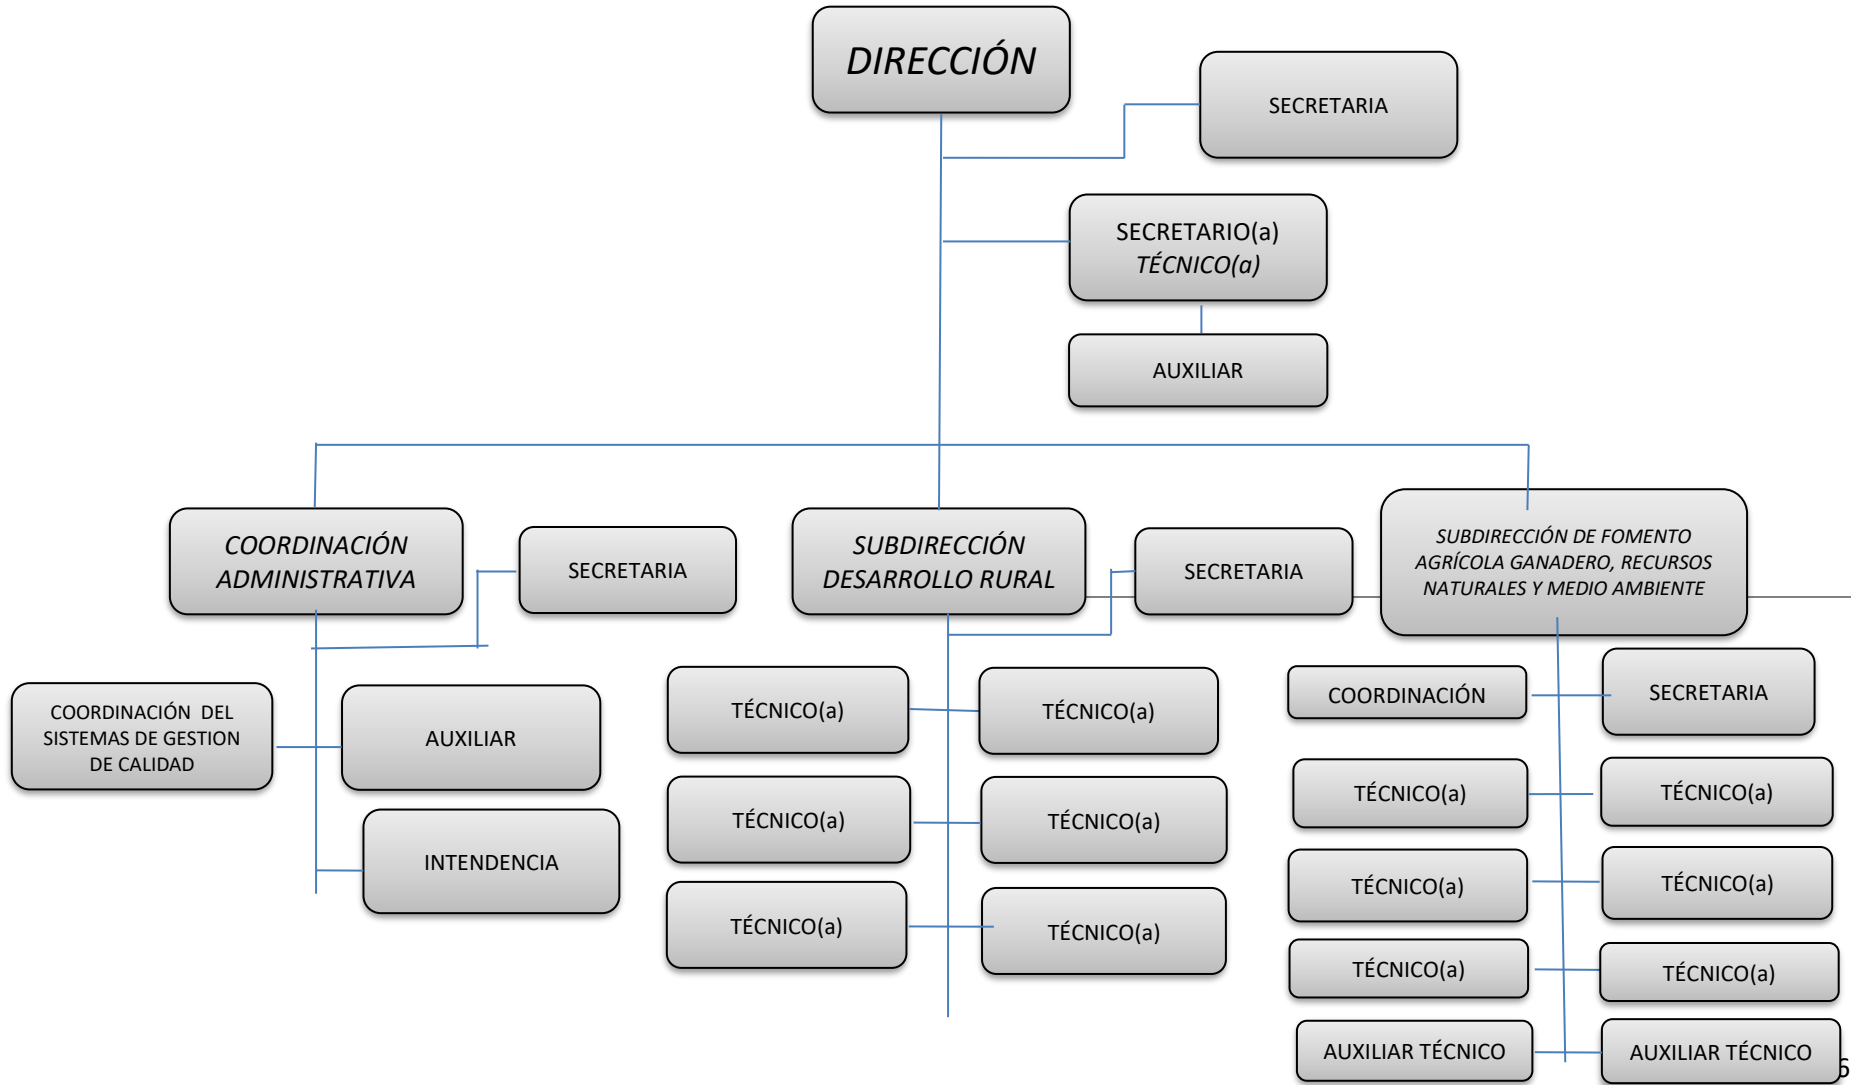 DIRECCIÓN
SECRETARIA
SECRETARIO(a)
TÉCNICO(a)
AUXILIAR
COORDINACIÓN
ADMINISTRATIVA
SECRETARIA
SUBDIRECCIÓN
DESARROLLO RURAL
SECRETARIA
SUBDIRECCIÓN DE FOMENTO
AGRÍCOLA GANADERO, RECURSOS
NATURALES Y MEDIO AMBIENTE
COORDINACIÓN DEL
SISTEMAS DE GESTION
DE CALIDAD
AUXILIAR
INTENDENCIA
TÉCNICO(a)
TÉCNICO(a)
TÉCNICO(a)
TÉCNICO(a)
TÉCNICO(a)
TÉCNICO(a)
COORDINACIÓN
SECRETARIA
TÉCNICO(a)
TÉCNICO(a)
TÉCNICO(a)
TÉCNICO(a)
TÉCNICO(a)
TÉCNICO(a)
AUXILIAR TÉCNICO
AUXILIAR TÉCNICO
6